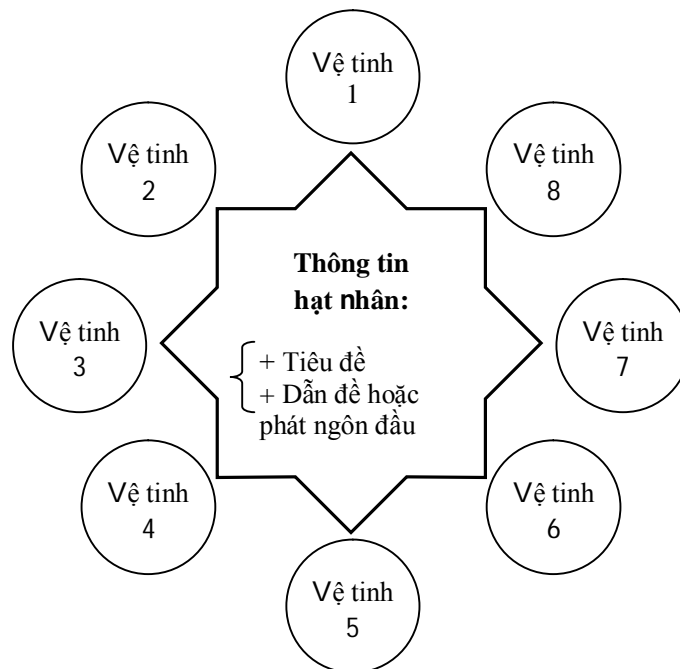 Vệ tinh
1
Vệ tinh
2
Vệ tinh
8
Thông tin
hạt nhân:
Vệ tinh
3
+ Tiêu đề
+ Dẫn đề hoặc
phát ngôn đầu
Vệ tinh
7
Vệ tinh
4
Vệ tinh
6
Vệ tinh
5